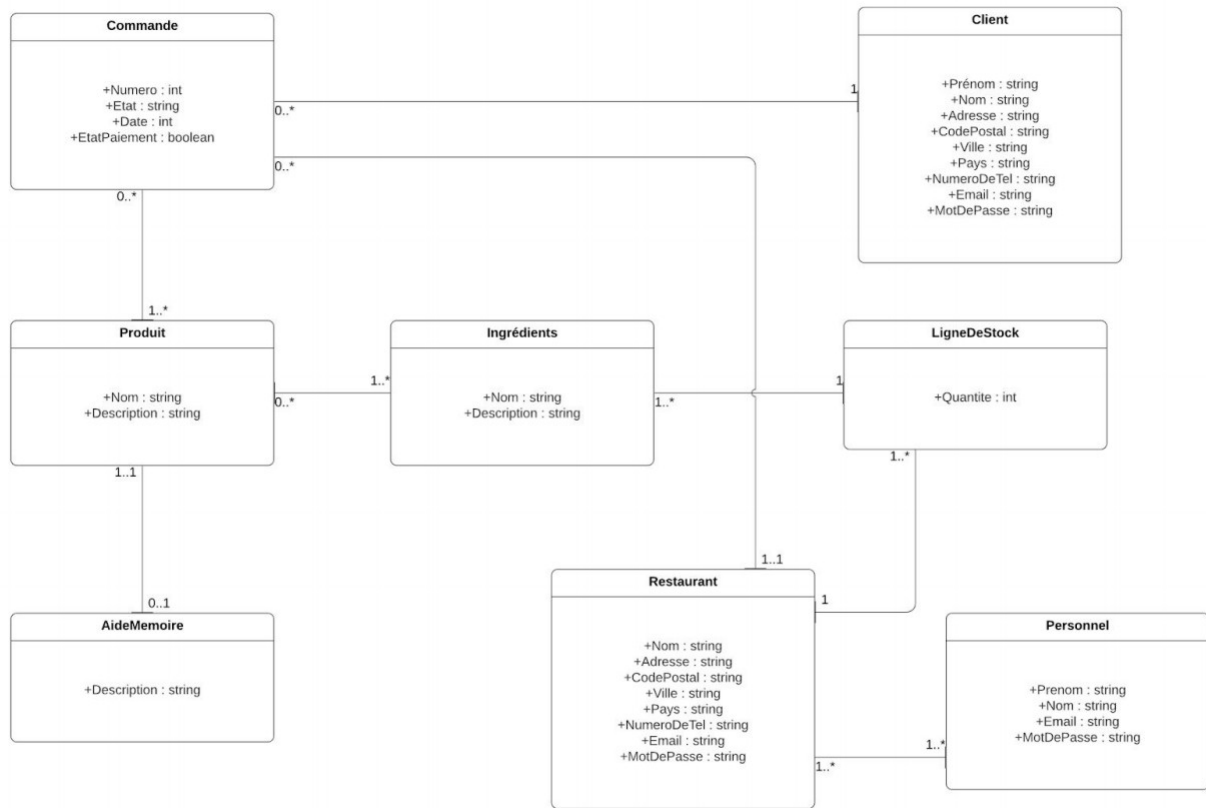 Commande
+Numero : int
+Etat : string
+Date : int
+EtatPaiement : boolean
Client
+Prénom : string
+Nom : string
+Adresse : string
+CodePostal : string
+Ville : string
+Pays : string
+NumeroDeTel : string
+Email : string
+MotDePasse : string
0..*
1
0..*
0..*
1..*
Produit
+Nom : string
+Description : string
Ingrédients
+Nom : string
+Description : string
LigneDeStock
+Quantite : int
0..*
1..*
1..*
1
1..1
0..1
AideMemoire
+Description : string
1..*
1..1
1
Restaurant
+Nom : string
+Adresse : string
+CodePostal : string
+Ville : string
+Pays : string
+NumeroDeTel : string
+Email : string
+MotDePasse : string
1..*
1..*
Personnel
+Prenom : string
+Nom : string
+Email : string
+MotDePasse : string